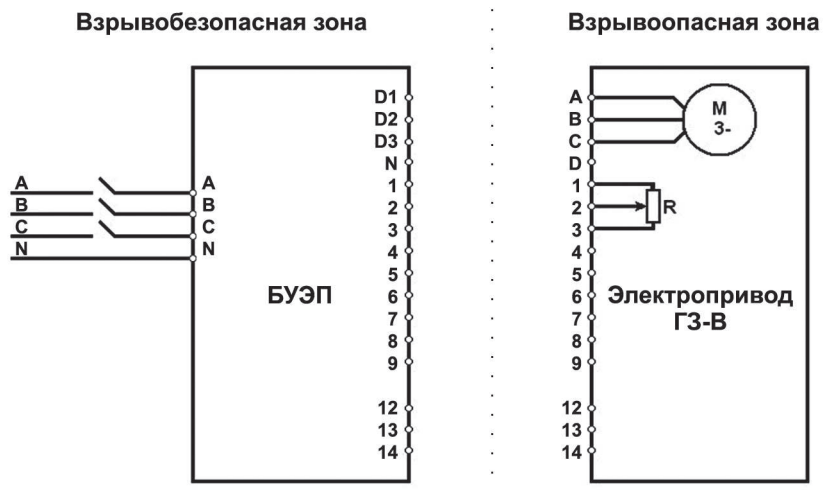 Взрывобезопасная зона
Взрывоопасная зона
A
B
C
N
A
B
C
N
БУЭП
D1
D2
D3
N
1
2
3
4
5
6
7
8
9
12
13
14
A
B
C
D
1
2
3
4
5
6
7
8
9
12
13
14
M
3-
R
Электропривод
ГЗ-В